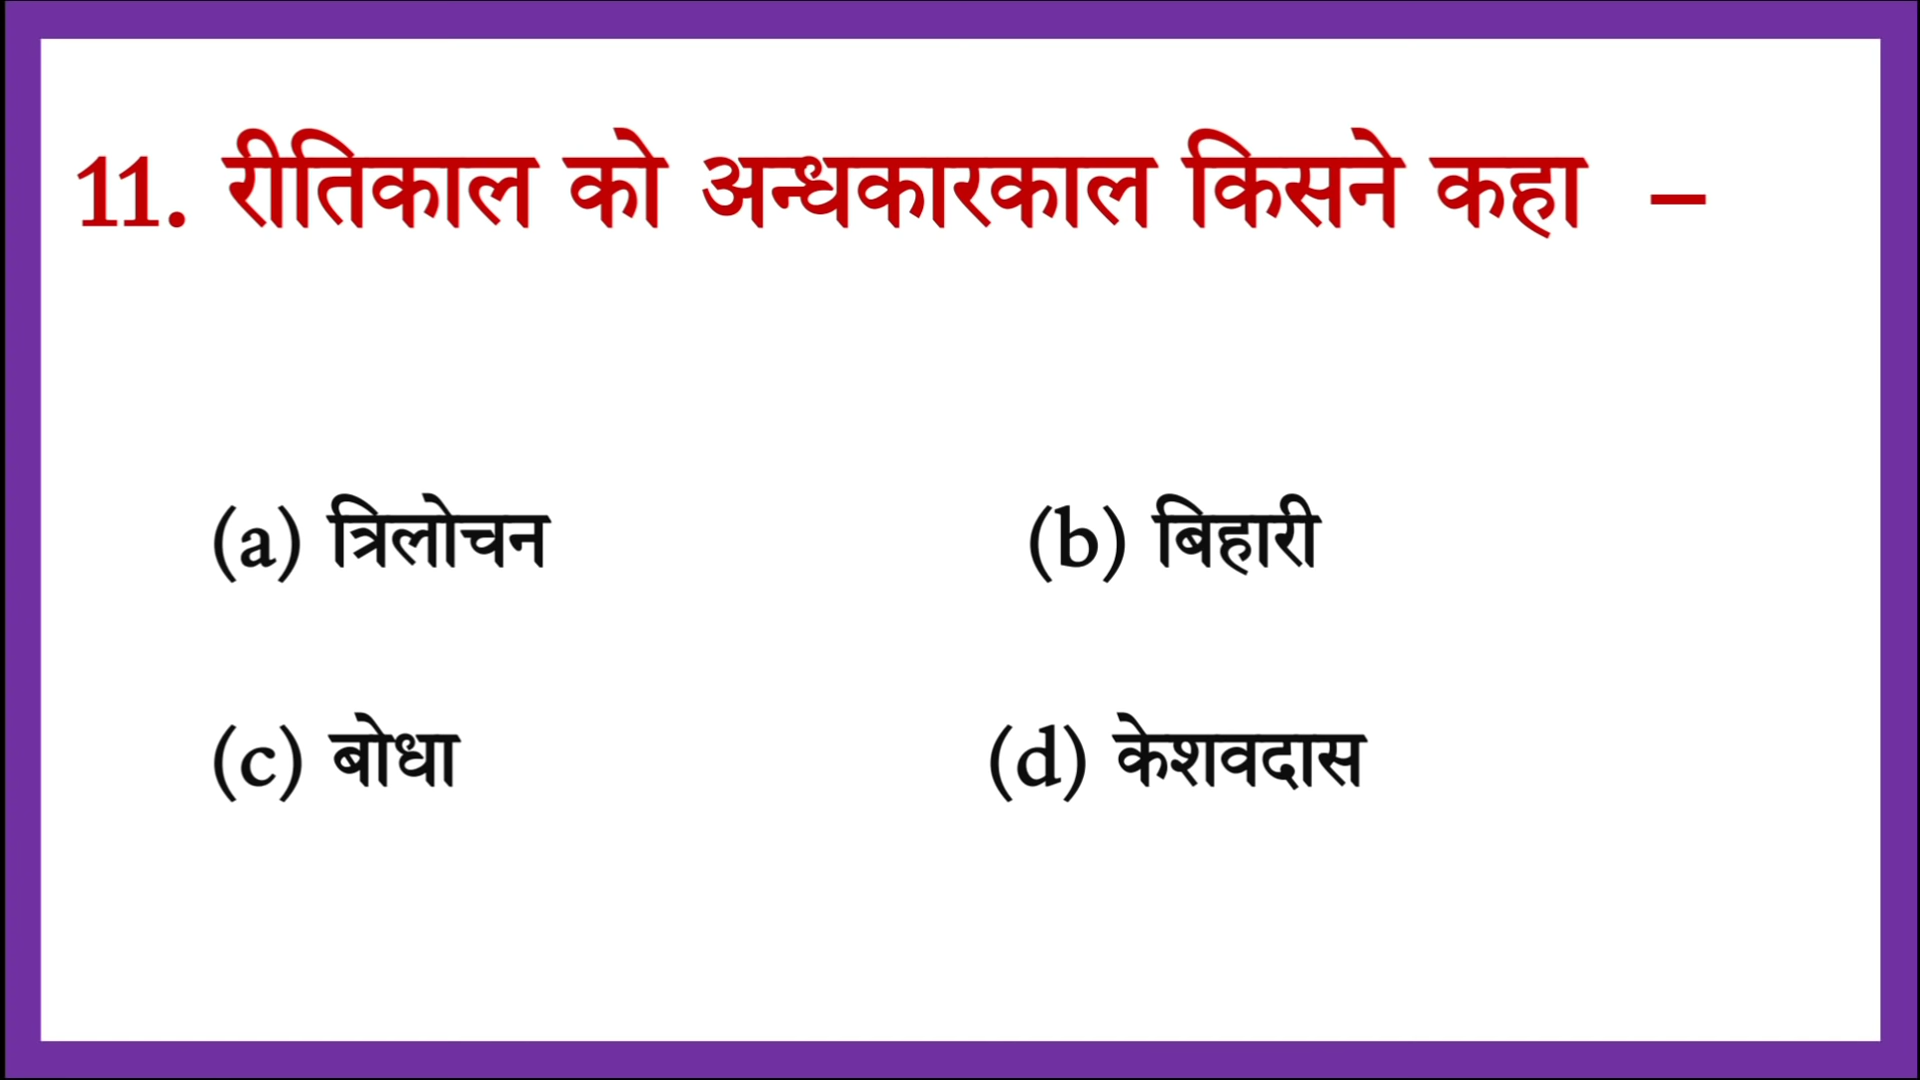 11. रीतिकाल को अन्धकारकाल किसने कहा –
(a) त्रिलोचन (b) बिहारी
(c) बोधा (d) केशवदास